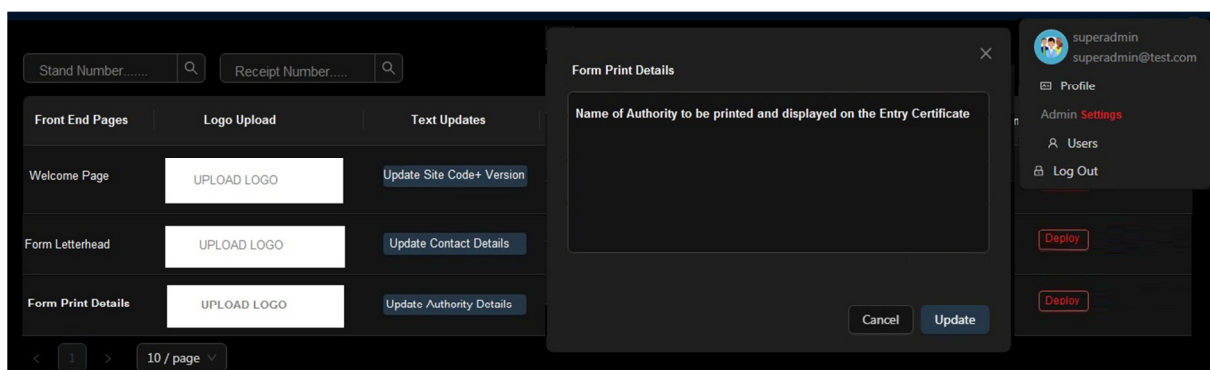 superadmin
superadmin@test.com
Profile
Admin Settings
Users
Log Out
Stand Number.......
Receipt Number.....
Front End Pages
Logo Upload
Text Updates
Welcome Page
UPLOAD LOGO
Update Site Code+ Version
Form Letterhead
UPLOAD LOGO
Update Contact Details
Deploy
Form Print Details
UPLOAD LOGO
Update Authority Details
Deploy
< 1 >
10 / page
Form Print Details
Name of Authority to be printed and displayed on the Entry Certificate
Cancel
Update